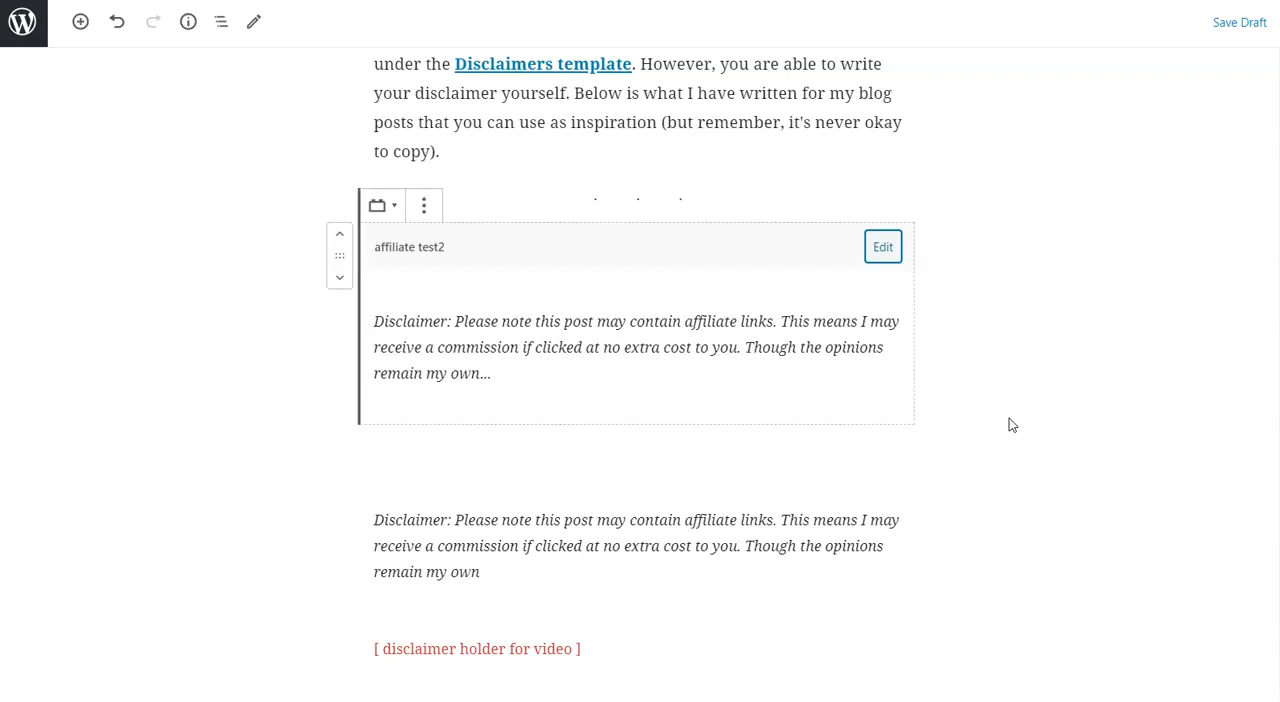 Save Draft
under the Disclaimers template. However, you are able to write
your disclaimer yourself. Below is what I have written for my blog
posts that you can use as inspiration (but remember, it's never okay
to copy).
affiliate test2
Edit
Disclaimer: Please note this post may contain affiliate links. This means I may
receive a commission if clicked at no extra cost to you. Though the opinions
remain my own...
Disclaimer: Please note this post may contain affiliate links. This means I may
receive a commission if clicked at no extra cost to you. Though the opinions
remain my own
[ disclaimer holder for video ]